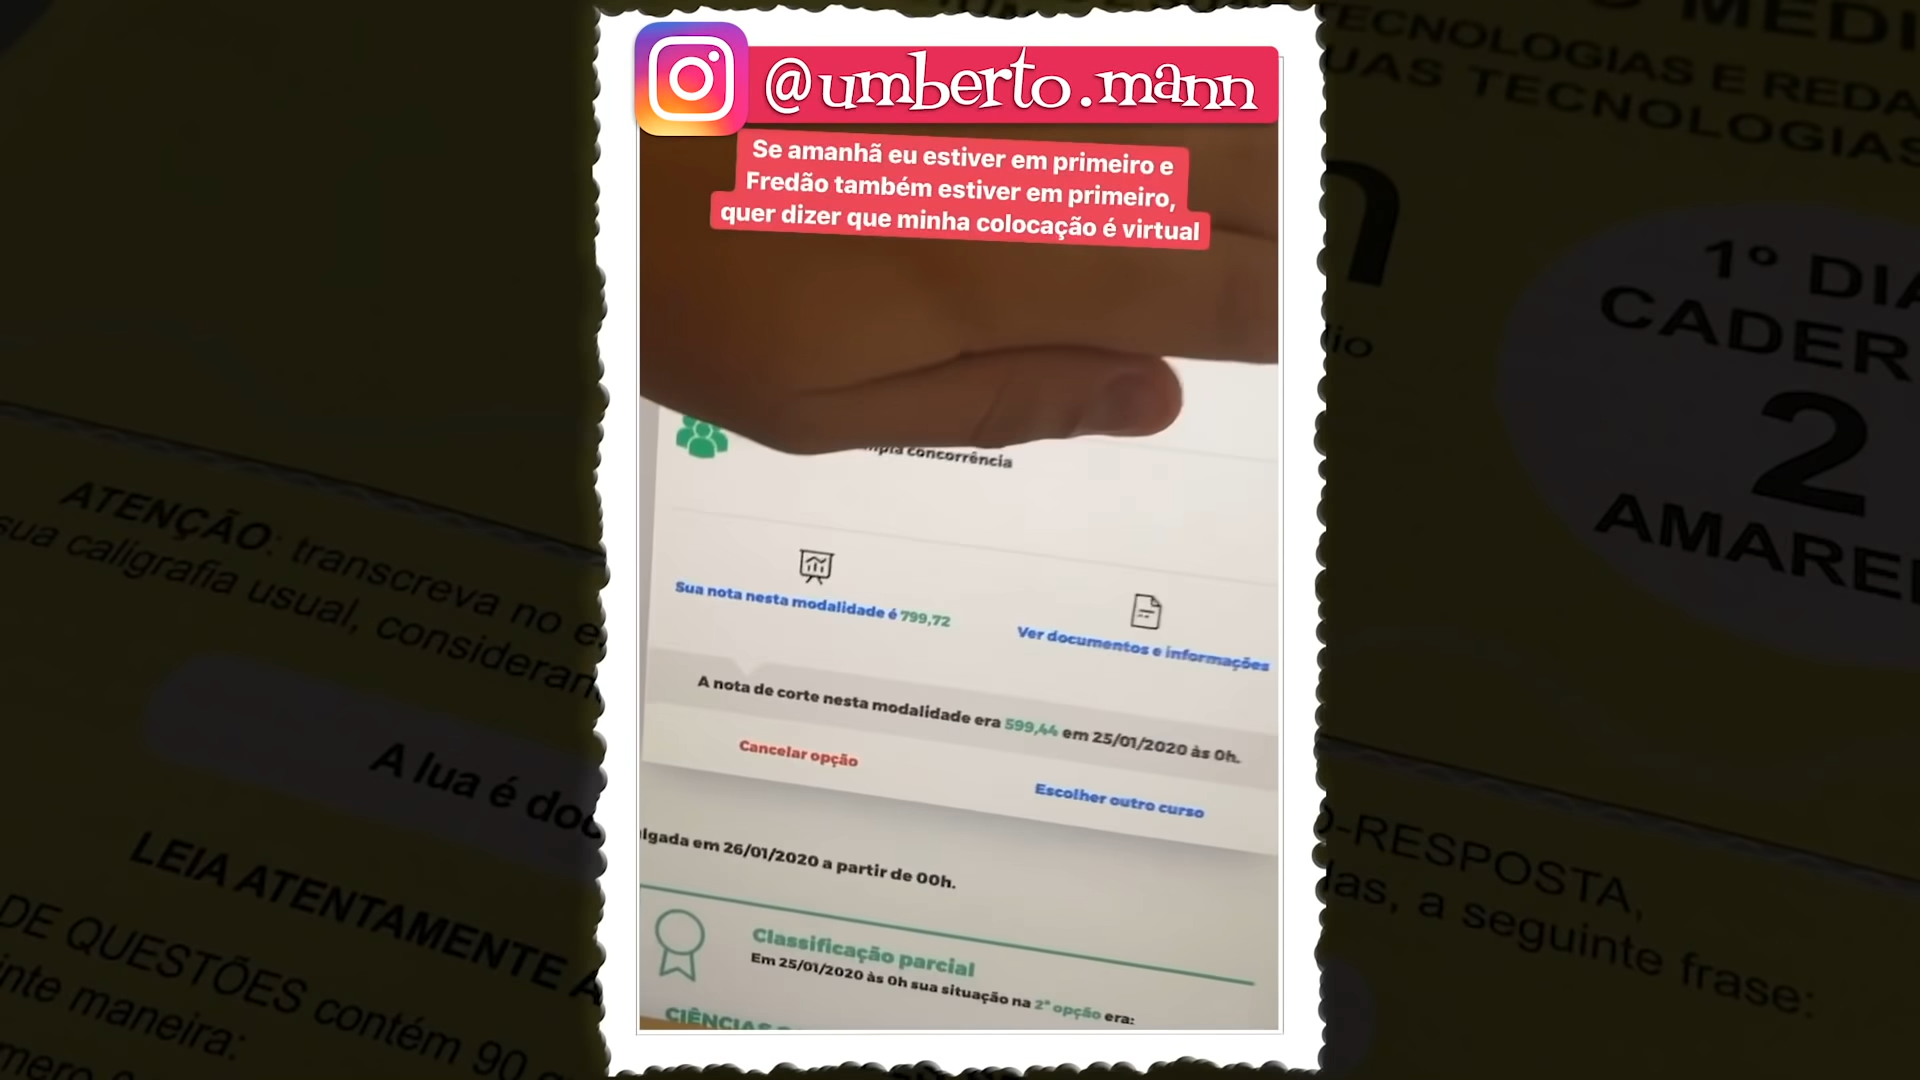 @umberto.mann
Se amanhã eu estiver em primeiro e
Fredão também estiver em primeiro,
quer dizer que minha colocação é virtual
concorrência
Sua nota nesta modalidade é 799,72
Ver documentos e informações
A nota de corte nesta modalidade era 599,44 em 25/01/2020 às 0h.
Cancelar opção
Escolher outro curso
lgada em 26/01/2020 a partir de 00h.
Classificação parcial
Em 25/01/2020 às 0h sua situação na 2ª opção era:
CIÊNCIAS
ATENÇÃO: transcreva no
sua caligrafia usual, consideran
A lua é do
LEIA ATENTAMENTE A
DE QUESTÕES contém 90
inte maneira:
TECNOLOGIAS E REDA
UAS TECNOLOGIAS
1º DIA
CADER
2
AMAREL
O-RESPOSTA,
das, a seguinte frase: